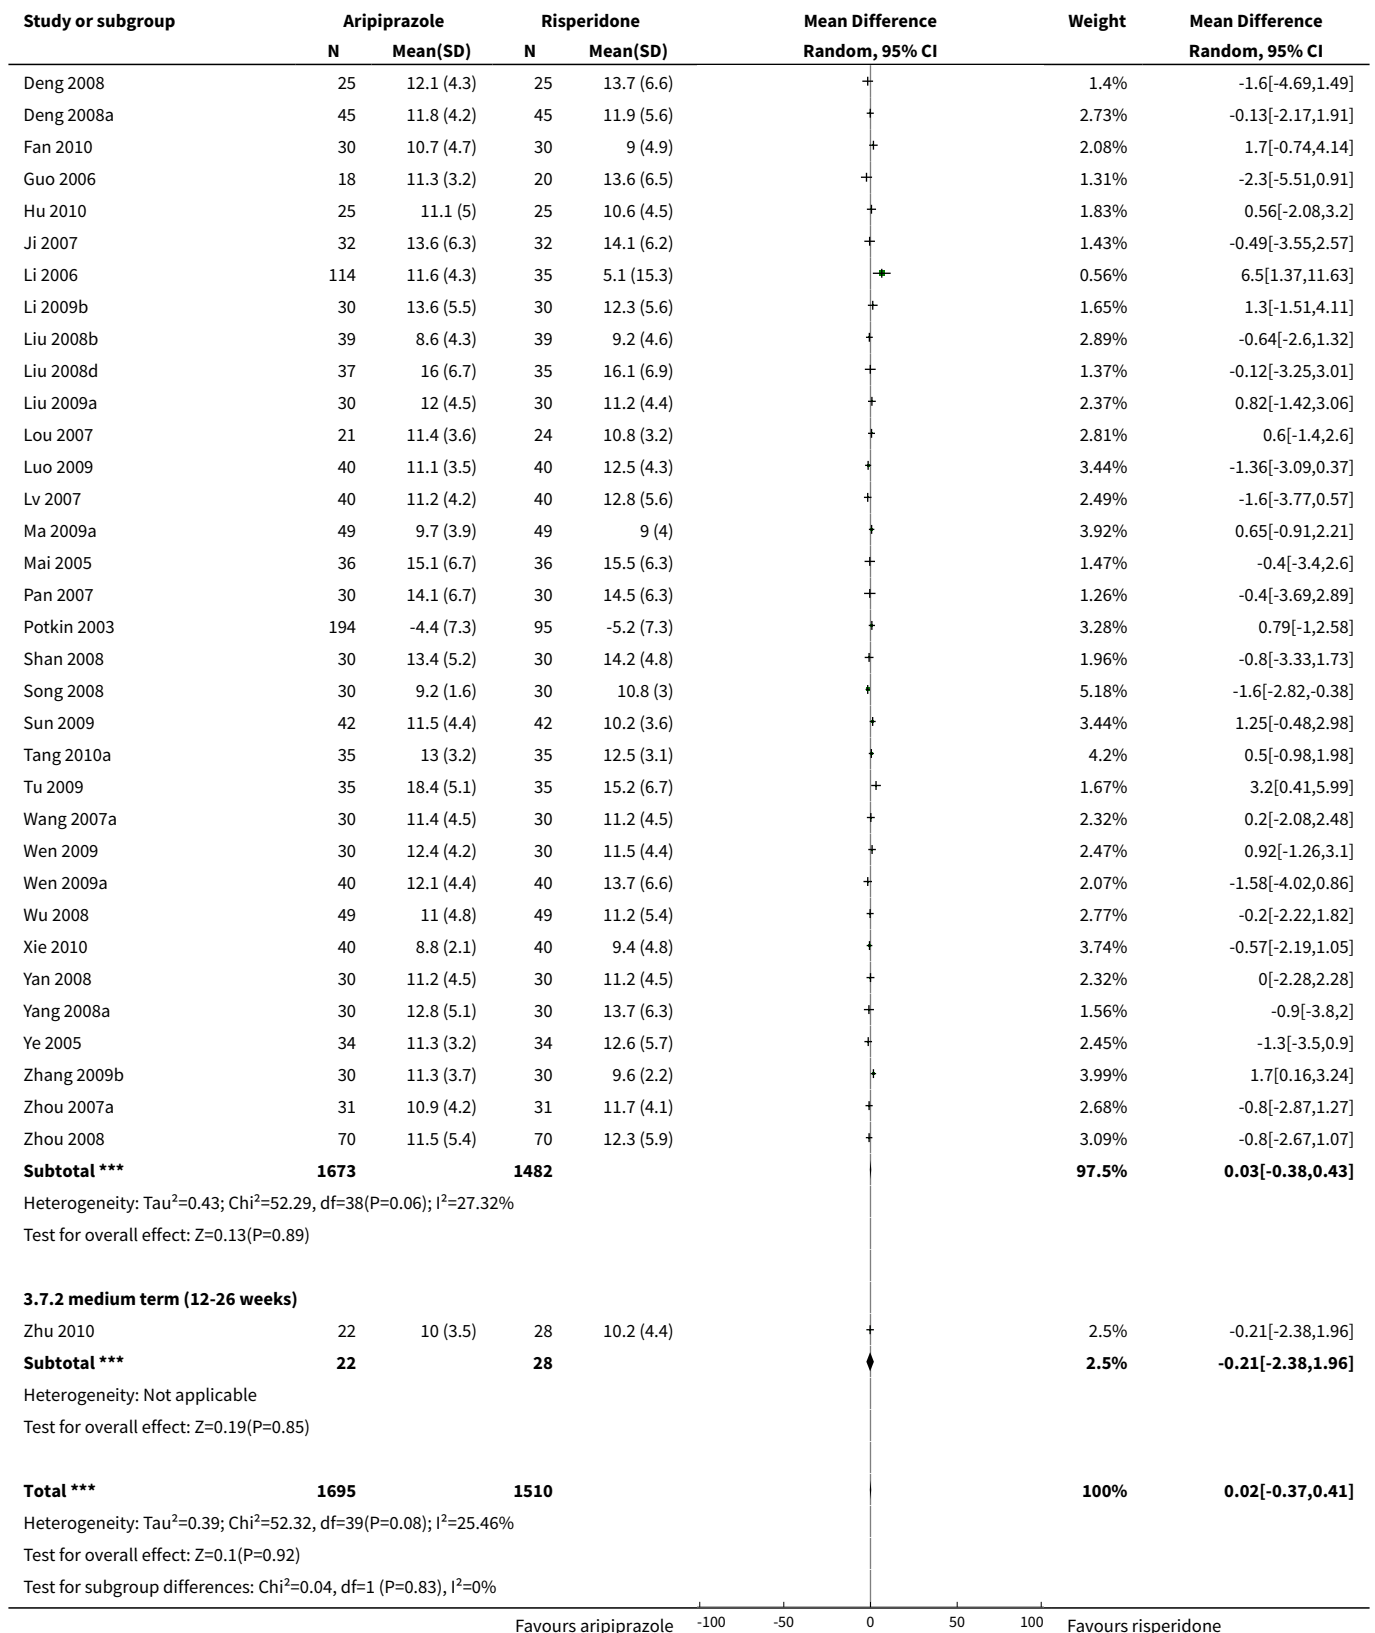 Study or subgroup Aripiprazole Risperidone Mean Difference Weight Mean Difference
N Mean(SD) N Mean(SD) Random, 95% CI Random, 95% CI
Deng 2008 25 12.1 (4.3) 25 13.7 (6.6) 1.4% -1.6[-4.69,1.49]
Deng 2008a 45 11.8 (4.2) 45 11.9 (5.6) 2.73% -0.13[-2.17,1.91]
Fan 2010 30 10.7 (4.7) 30 9 (4.9) 2.08% 1.7[-0.74,4.14]
Guo 2006 18 11.3 (3.2) 20 13.6 (6.5) 1.31% -2.3[-5.51,0.91]
Hu 2010 25 11.1 (5) 25 10.6 (4.5) 1.83% 0.56[-2.08,3.2]
Ji 2007 32 13.6 (6.3) 32 14.1 (6.2) 1.43% -0.49[-3.55,2.57]
Li 2006 114 11.6 (4.3) 35 5.1 (15.3) 0.56% 6.5[1.37,11.63]
Li 2009b 30 13.6 (5.5) 30 12.3 (5.6) 1.65% 1.3[-1.51,4.11]
Liu 2008b 39 8.6 (4.3) 39 9.2 (4.6) 2.89% -0.64[-2.6,1.32]
Liu 2008d 37 16 (6.7) 35 16.1 (6.9) 1.37% -0.12[-3.25,3.01]
Liu 2009a 30 12 (4.5) 30 11.2 (4.4) 2.37% 0.82[-1.42,3.06]
Lou 2007 21 11.4 (3.6) 24 10.8 (3.2) 2.81% 0.6[-1.4,2.6]
Luo 2009 40 11.1 (3.5) 40 12.5 (4.3) 3.44% -1.36[-3.09,0.37]
Lv 2007 40 11.2 (4.2) 40 12.8 (5.6) 2.49% -1.6[-3.77,0.57]
Ma 2009a 49 9.7 (3.9) 49 9 (4) 3.92% 0.65[-0.91,2.21]
Mai 2005 36 15.1 (6.7) 36 15.5 (6.3) 1.47% -0.4[-3.4,2.6]
Pan 2007 30 14.1 (6.7) 30 14.5 (6.3) 1.26% -0.4[-3.69,2.89]
Potkin 2003 194 -4.4 (7.3) 95 -5.2 (7.3) 3.28% 0.79[-1,2.58]
Shan 2008 30 13.4 (5.2) 30 14.2 (4.8) 1.96% -0.8[-3.33,1.73]
Song 2008 30 9.2 (1.6) 30 10.8 (3) 5.18% -1.6[-2.82,-0.38]
Sun 2009 42 11.5 (4.4) 42 10.2 (3.6) 3.44% 1.25[-0.48,2.98]
Tang 2010a 35 13 (3.2) 35 12.5 (3.1) 4.2% 0.5[-0.98,1.98]
Tu 2009 35 18.4 (5.1) 35 15.2 (6.7) 1.67% 3.2[0.41,5.99]
Wang 2007a 30 11.4 (4.5) 30 11.2 (4.5) 2.32% 0.2[-2.08,2.48]
Wen 2009 30 12.4 (4.2) 30 11.5 (4.4) 2.47% 0.92[-1.26,3.1]
Wen 2009a 40 12.1 (4.4) 40 13.7 (6.6) 2.07% -1.58[-4.02,0.86]
Wu 2008 49 11 (4.8) 49 11.2 (5.4) 2.77% -0.2[-2.22,1.82]
Xie 2010 40 8.8 (2.1) 40 9.4 (4.8) 3.74% -0.57[-2.19,1.05]
Yan 2008 30 11.2 (4.5) 30 11.2 (4.5) 2.32% 0[-2.28,2.28]
Yang 2008a 30 12.8 (5.1) 30 13.7 (6.3) 1.56% -0.9[-3.8,2]
Ye 2005 34 11.3 (3.2) 34 12.6 (5.7) 2.45% -1.3[-3.5,0.9]
Zhang 2009b 30 11.3 (3.7) 30 9.6 (2.2) 3.99% 1.7[0.16,3.24]
Zhou 2007a 31 10.9 (4.2) 31 11.7 (4.1) 2.68% -0.8[-2.87,1.27]
Zhou 2008 70 11.5 (5.4) 70 12.3 (5.9) 3.09% -0.8[-2.67,1.07]
Subtotal *** 1673 1482 97.5% 0.03[-0.38,0.43]
Heterogeneity: Tau²=0.43; Chi²=52.29, df=38(P=0.06); I²=27.32%
Test for overall effect: Z=0.13(P=0.89)
3.7.2 medium term (12-26 weeks)
Zhu 2010 22 10 (3.5) 28 10.2 (4.4) 2.5% -0.21[-2.38,1.96]
Subtotal *** 22 28 2.5% -0.21[-2.38,1.96]
Heterogeneity: Not applicable
Test for overall effect: Z=0.19(P=0.85)
Total *** 1695 1510 100% 0.02[-0.37,0.41]
Heterogeneity: Tau²=0.39; Chi²=52.32, df=39(P=0.08); I²=25.46%
Test for overall effect: Z=0.1(P=0.92)
Test for subgroup differences: Chi²=0.04, df=1 (P=0.83), I²=0%
Favours aripiprazole -100 -50 0 50 100 Favours risperidone